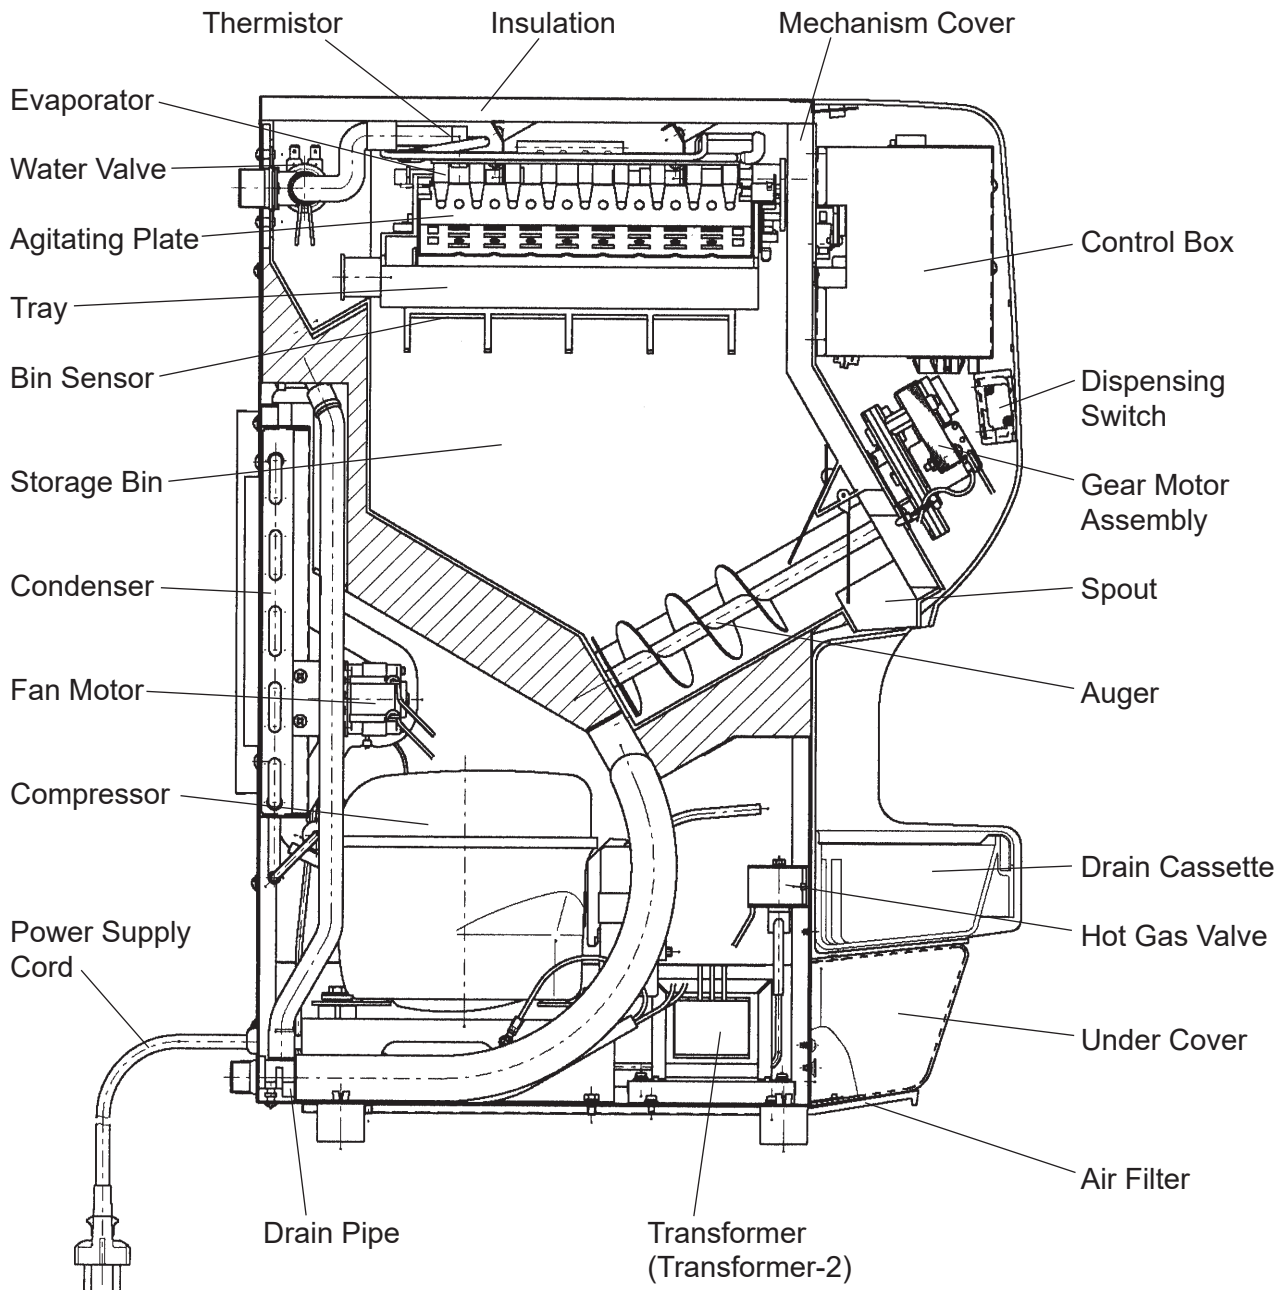 Thermistor
Insulation
Mechanism Cover
Evaporator
Water Valve
Agitating Plate
Tray
Bin Sensor
Storage Bin
Condenser
Fan Motor
Compressor
Power Supply
Cord
Control Box
Dispensing
Switch
Gear Motor
Assembly
Spout
Auger
Drain Cassette
Hot Gas Valve
Under Cover
Air Filter
Drain Pipe
Transformer
(Transformer-2)